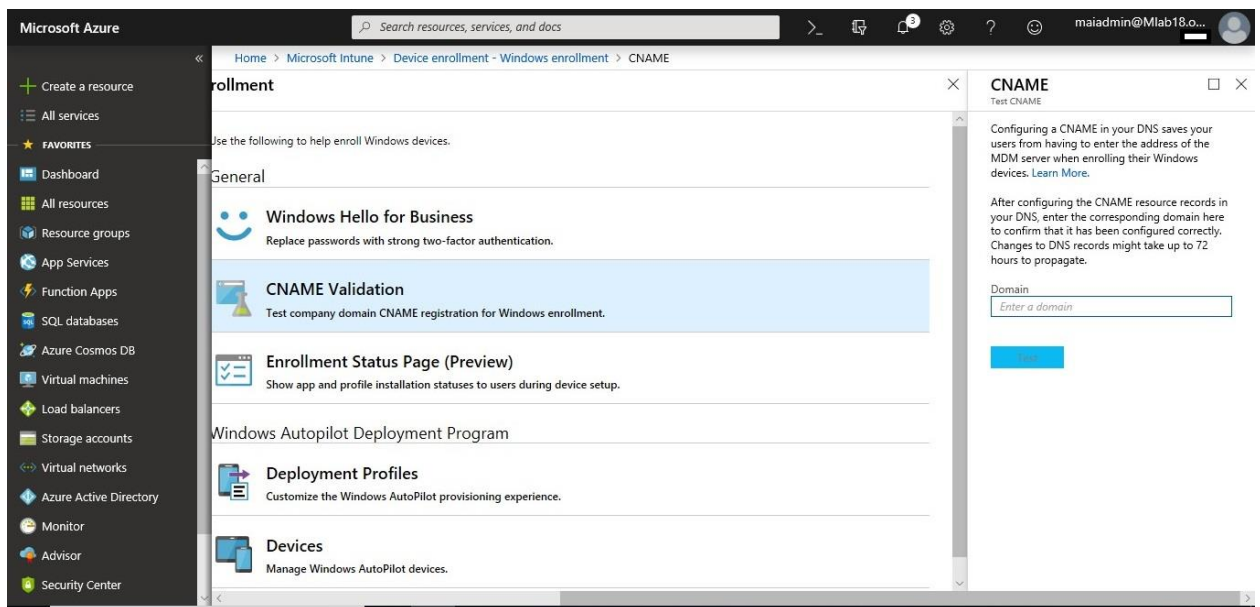 Microsoft Azure
Search resources, services, and docs
3
maiadmin@Mlab18.o...
Home > Microsoft Intune > Device enrollment - Windows enrollment > CNAME
Create a resource
All services
FAVORITES
Dashboard
All resources
Resource groups
App Services
Function Apps
SQL databases
Azure Cosmos DB
Virtual machines
Load balancers
Storage accounts
Virtual networks
Azure Active Directory
Monitor
Advisor
Security Center
rollment
Use the following to help enroll Windows devices.
General
Windows Hello for Business
Replace passwords with strong two-factor authentication.
CNAME Validation
Test company domain CNAME registration for Windows enrollment.
Enrollment Status Page (Preview)
Show app and profile installation statuses to users during device setup.
Windows Autopilot Deployment Program
Deployment Profiles
Customize the Windows AutoPilot provisioning experience.
Devices
Manage Windows AutoPilot devices.
CNAME
Test CNAME
Configuring a CNAME in your DNS saves your
users from having to enter the address of the
MDM server when enrolling their Windows
devices. Learn More.
After configuring the CNAME resource records in
your DNS, enter the corresponding domain here
to confirm that it has been configured correctly.
Changes to DNS records might take up to 72
hours to propagate.
Domain
Enter a domain
Test